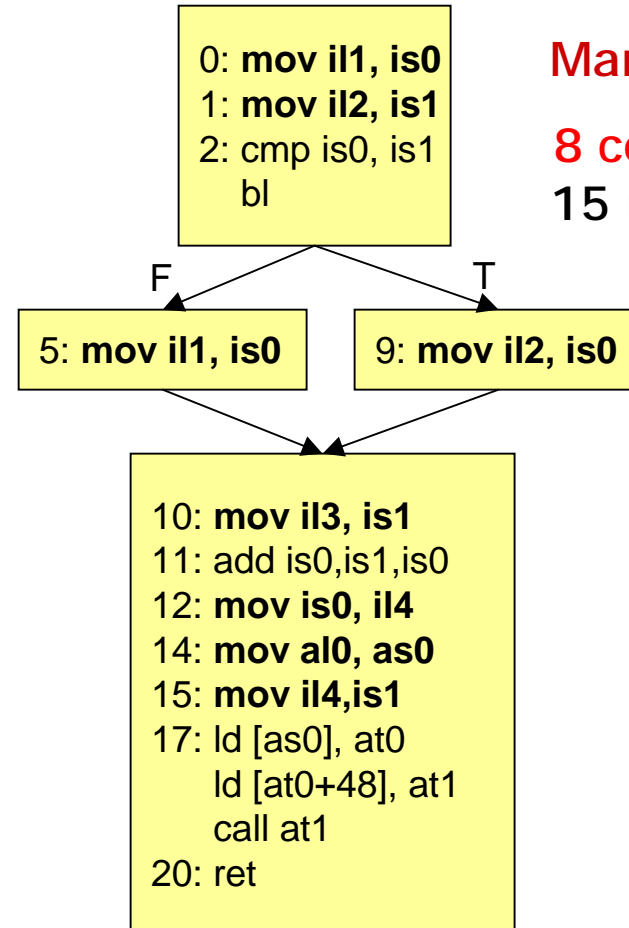 0: mov il1, is0
1: mov il2, is1
2: cmp is0, is1
bl
8
15
F
T
5: mov il1, is0
9: mov il2, is0
10: mov il3, is1
11: add is0,is1,is0
12: mov is0, il4
14: mov al0, as0
15: mov il4,is1
17: ld [as0], at0
ld [at0+48], at1
call at1
20: ret